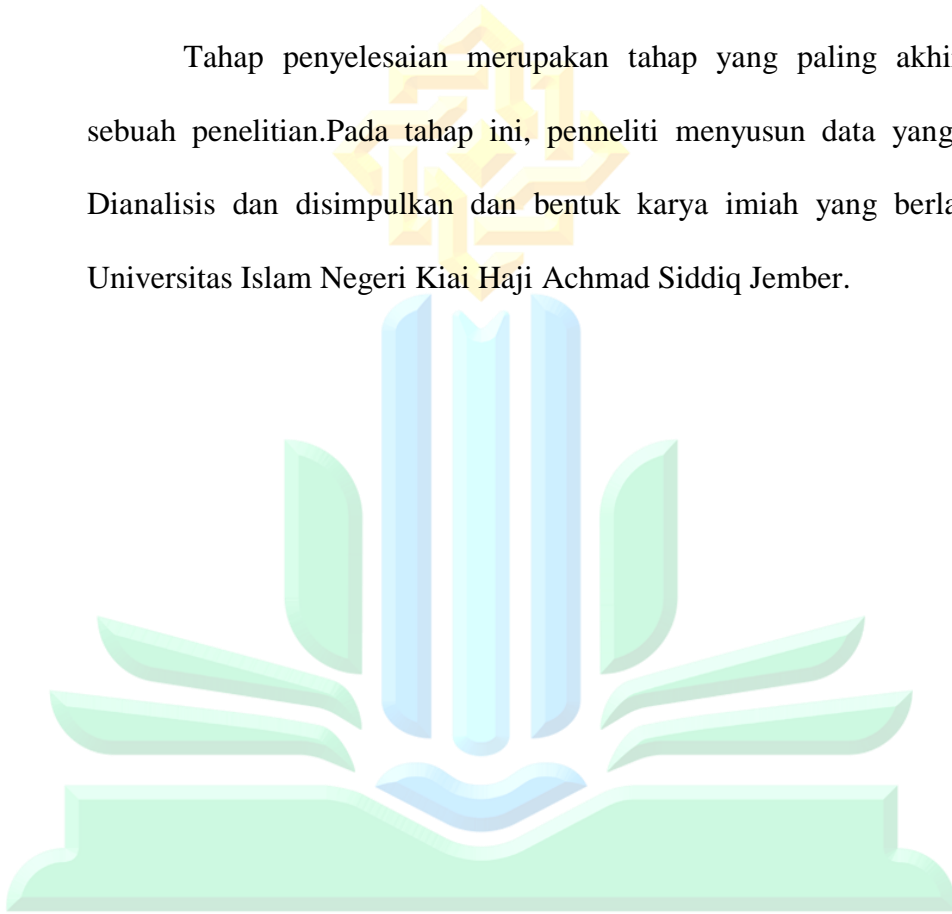 Tahap penyelesaian merupakan tahap yang paling akhi
sebuah penelitian.Pada tahap ini, penneliti menyusun data yang
Dianalisis dan disimpulkan dan bentuk karya imiah yang berla
Universitas Islam Negeri Kiai Haji Achmad Siddiq Jember.